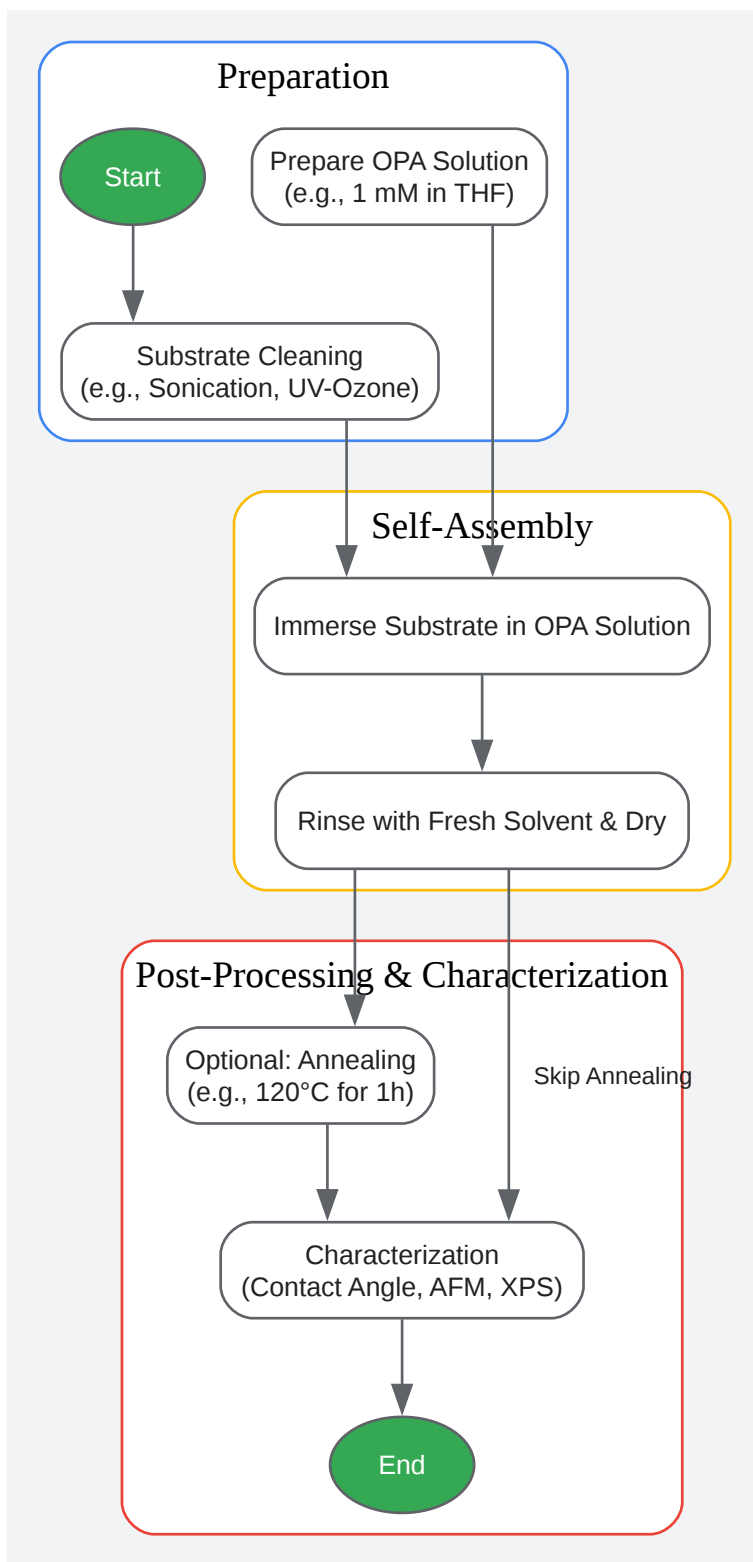 Preparation
Start
Prepare OPA Solution
(e.g., 1 mM in THF)
Substrate Cleaning
(e.g., Sonication, UV-Ozone)
Self-Assembly
Immerse Substrate in OPA Solution
Rinse with Fresh Solvent & Dry
Post-Processing & Characterization
Optional: Annealing
(e.g., 120°C for 1h)
Skip Annealing
Characterization
(Contact Angle, AFM, XPS)
End